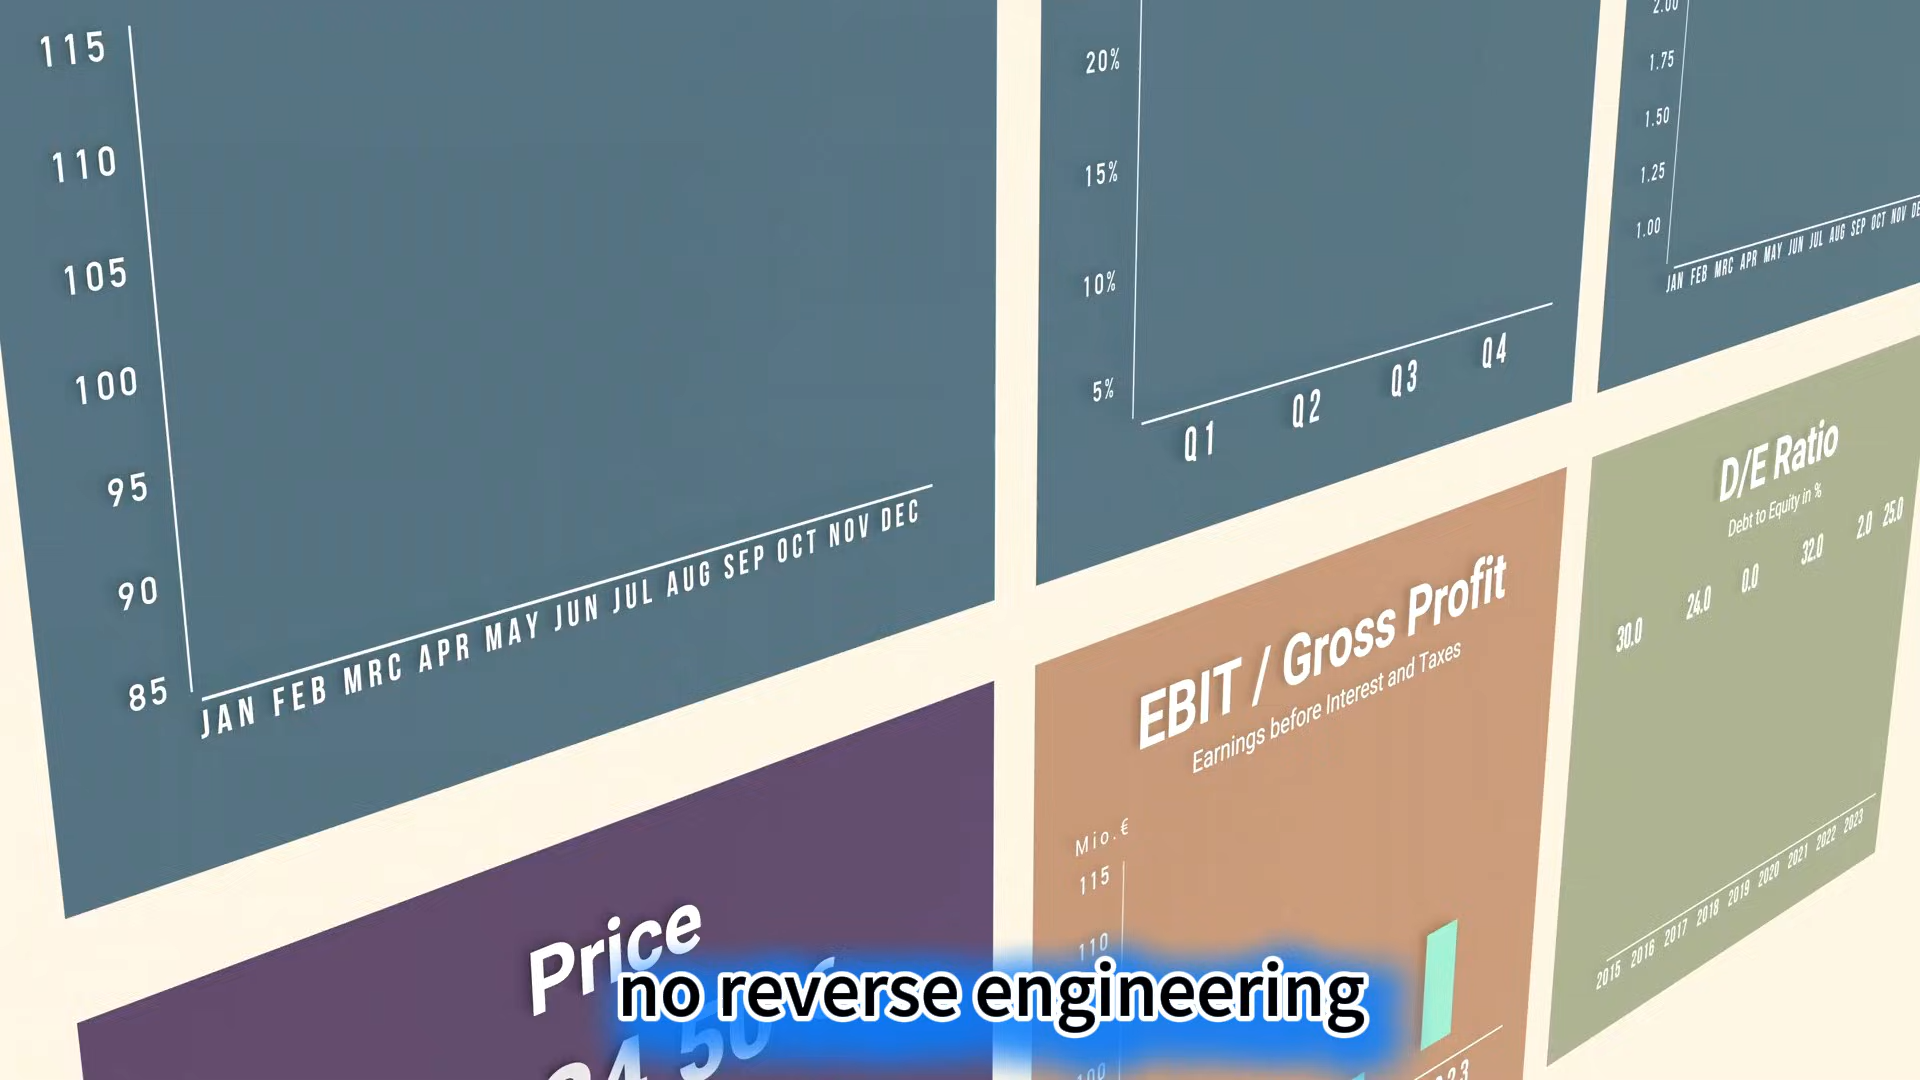 115
110
105
100
95
90
85
JAN FEB MRC APR MAY JUN JUL AUG SEP OCT NOV DEC
20%
15%
10%
5%
Q1 Q2 Q3 Q4
2.00
1.75
1.50
1.25
1.00
JAN FEB MRC APR MAY JUN JUL AUG SEP OCT NOV
Price
EBIT / Gross Profit
Earnings before Interest and Taxes
Mio.€
115
110
100
D/E Ratio
Debt to Equity in %
30.0 24.0 0.0 32.0 2.0 25.0
2015 2016 2017 2018 2019 2020 2021 2022 2023
no reverse engineering